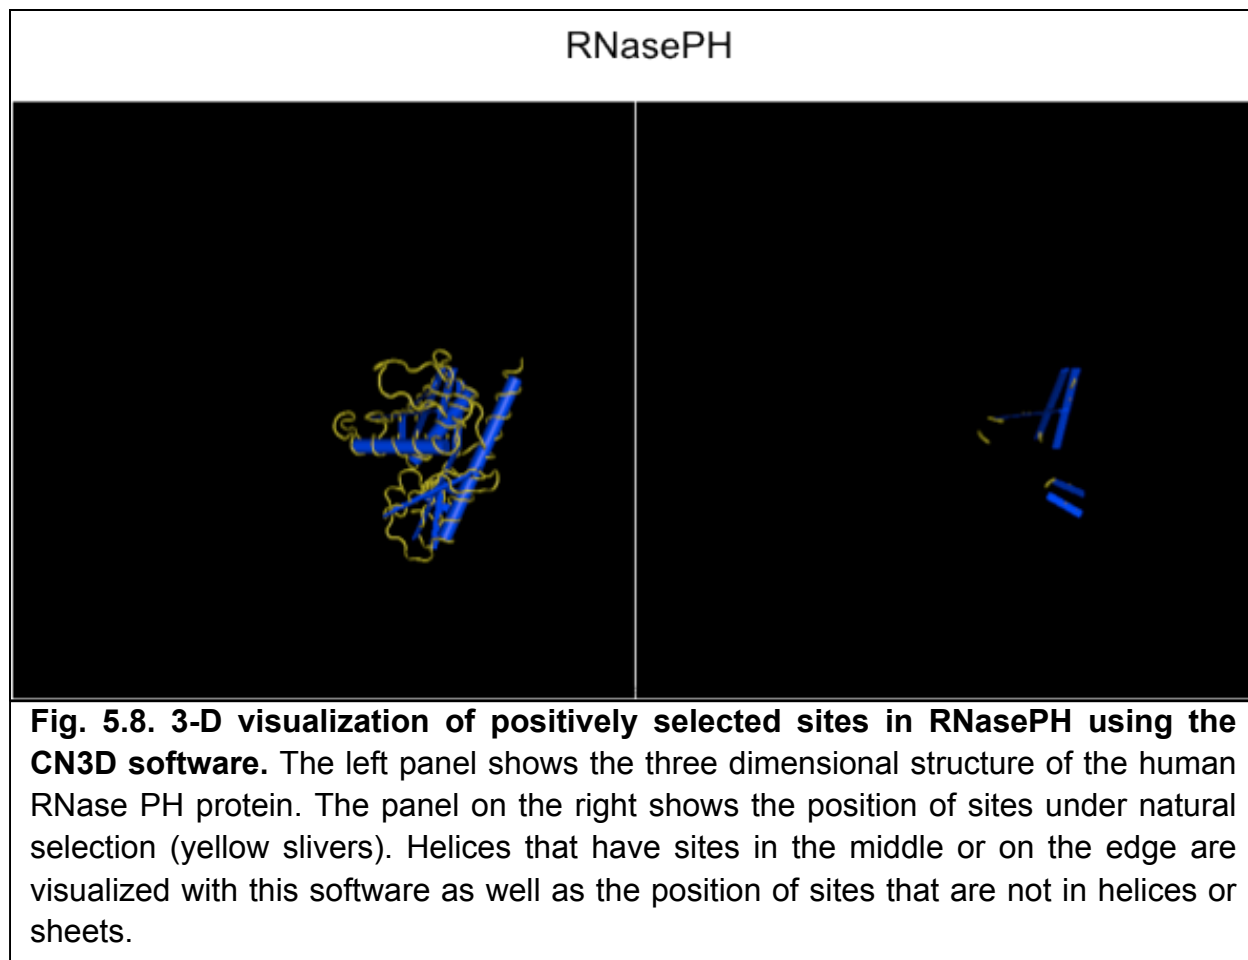 RNasePH
Fig. 5.8. 3-D visualization of positively selected sites in RNasePH using the
CN3D software. The left panel shows the three dimensional structure of the human
RNase PH protein. The panel on the right shows the position of sites under natural
selection (yellow slivers). Helices that have sites in the middle or on the edge are
visualized with this software as well as the position of sites that are not in helices or
sheets.